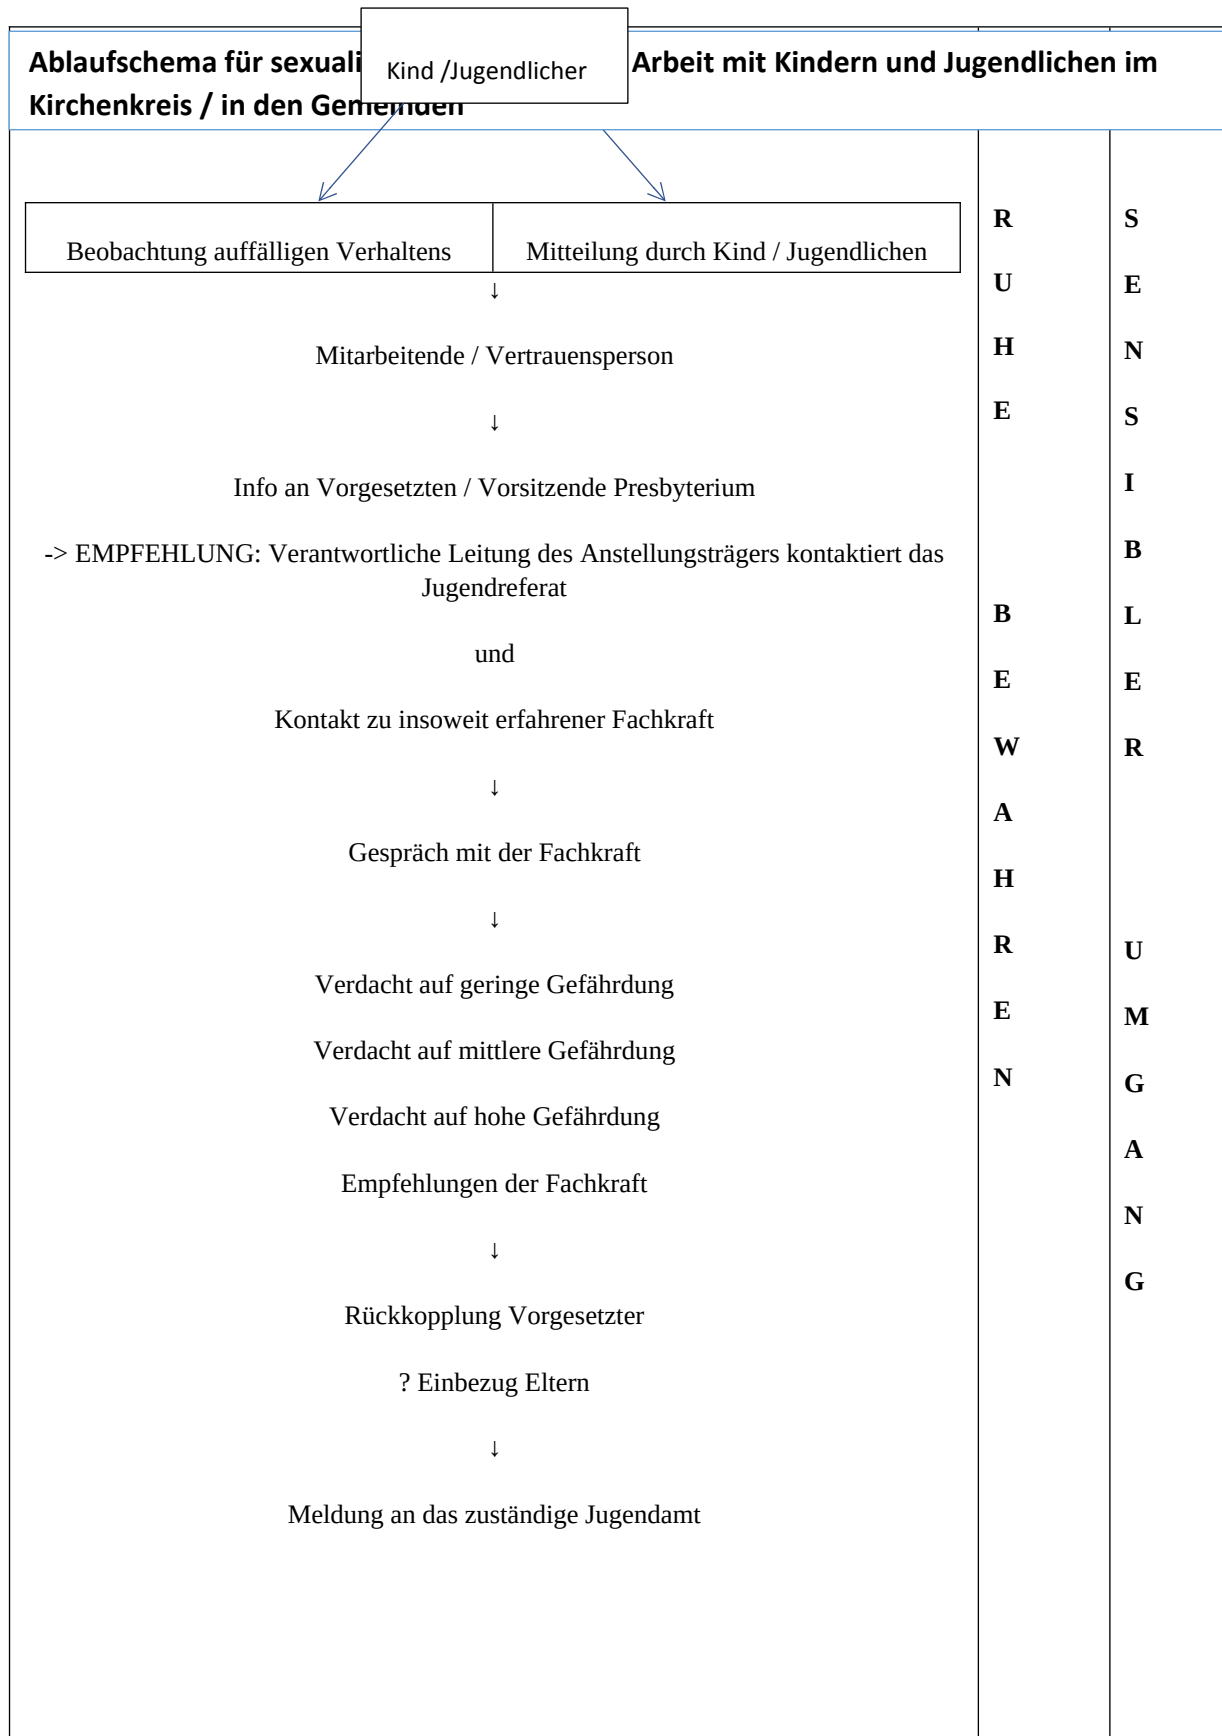 Ablaufschema für sexuali Arbeit mit Kindern und Jugendlichen im
Kirchenkreis / in den Gemeinden
Kind /Jugendlicher
Beobachtung auffälligen Verhaltens
Mitteilung durch Kind / Jugendlichen
↓
Mitarbeitende / Vertrauensperson
↓
Info an Vorgesetzten / Vorsitzende Presbyterium
-> EMPFEHLUNG: Verantwortliche Leitung des Anstellungsträgers kontaktiert das
Jugendreferat
und
Kontakt zu insoweit erfahrener Fachkraft
↓
Gespräch mit der Fachkraft
↓
Verdacht auf geringe Gefährdung
Verdacht auf mittlere Gefährdung
Verdacht auf hohe Gefährdung
Empfehlungen der Fachkraft
↓
Rückkopplung Vorgesetzter
? Einbezug Eltern
↓
Meldung an das zuständige Jugendamt
R
U
H
E
B
E
W
A
H
R
E
N
S
E
N
S
I
B
L
E
R
U
M
G
A
N
G